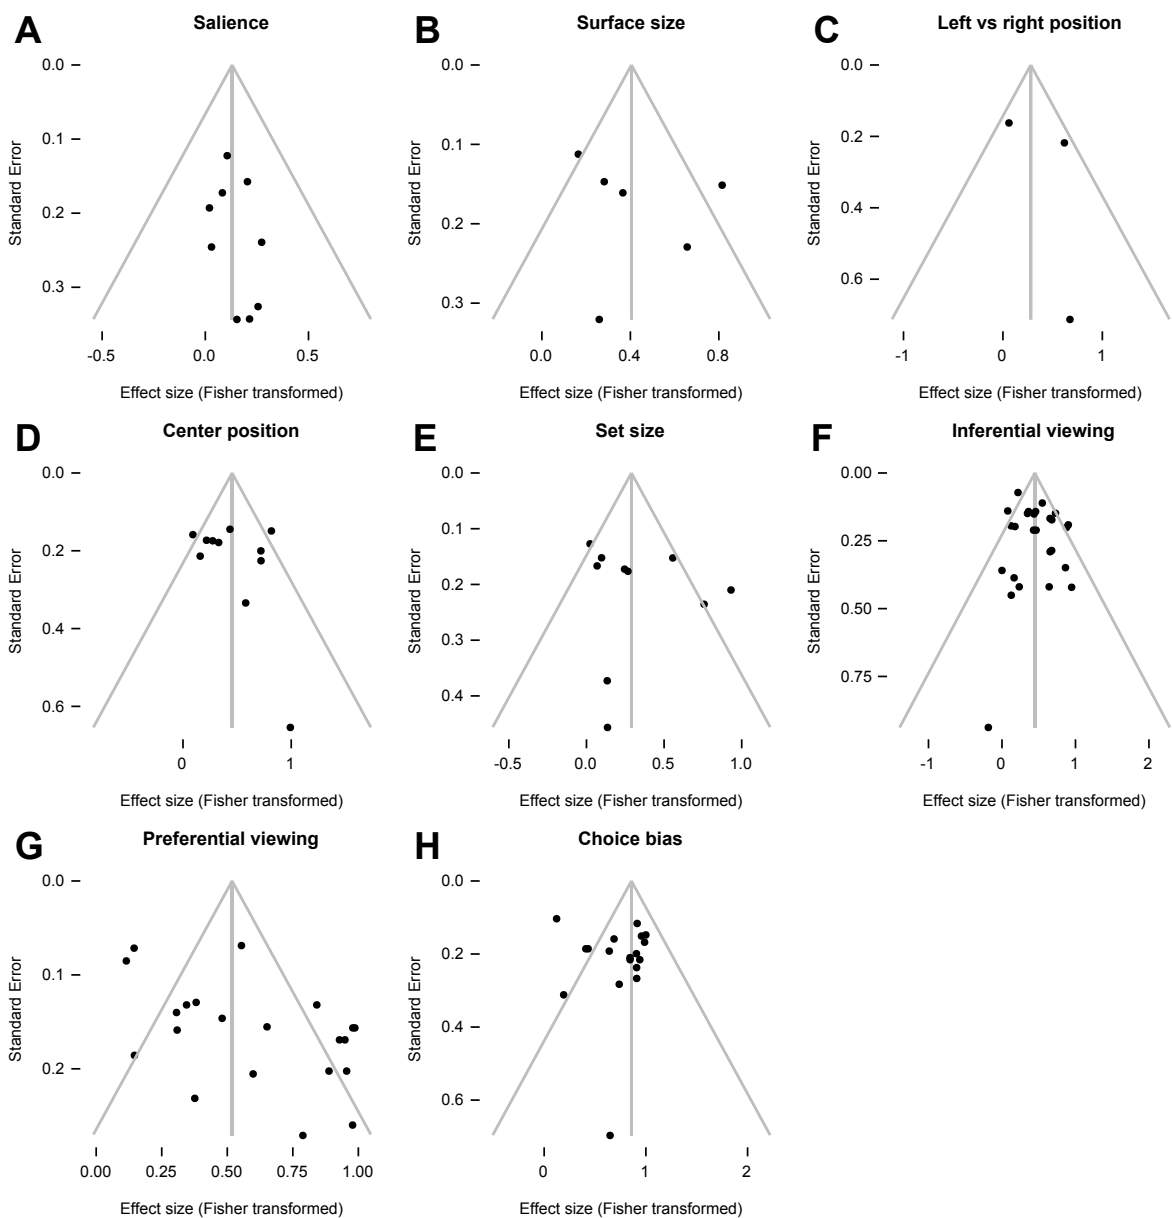 A Salience
0.0
0.1
0.2
0.3
Standard Error
-0.5 0.0 0.5
Effect size (Fisher transformed)
B Surface size
0.0
0.1
0.2
0.3
Standard Error
0.0 0.4 0.8
Effect size (Fisher transformed)
C Left vs right position
0.0
0.2
0.4
0.6
Standard Error
-1 0 1
Effect size (Fisher transformed)
D Center position
0.0
0.2
0.4
0.6
Standard Error
0 1
Effect size (Fisher transformed)
E Set size
0.0
0.1
0.2
0.3
0.4
Standard Error
-0.5 0.0 0.5 1.0
Effect size (Fisher transformed)
F Inferential viewing
0.00
0.25
0.50
0.75
Standard Error
-1 0 1 2
Effect size (Fisher transformed)
G Preferential viewing
0.0
0.1
0.2
Standard Error
0.00 0.25 0.50 0.75 1.00
Effect size (Fisher transformed)
H Choice bias
0.0
0.2
0.4
0.6
Standard Error
0 1 2
Effect size (Fisher transformed)